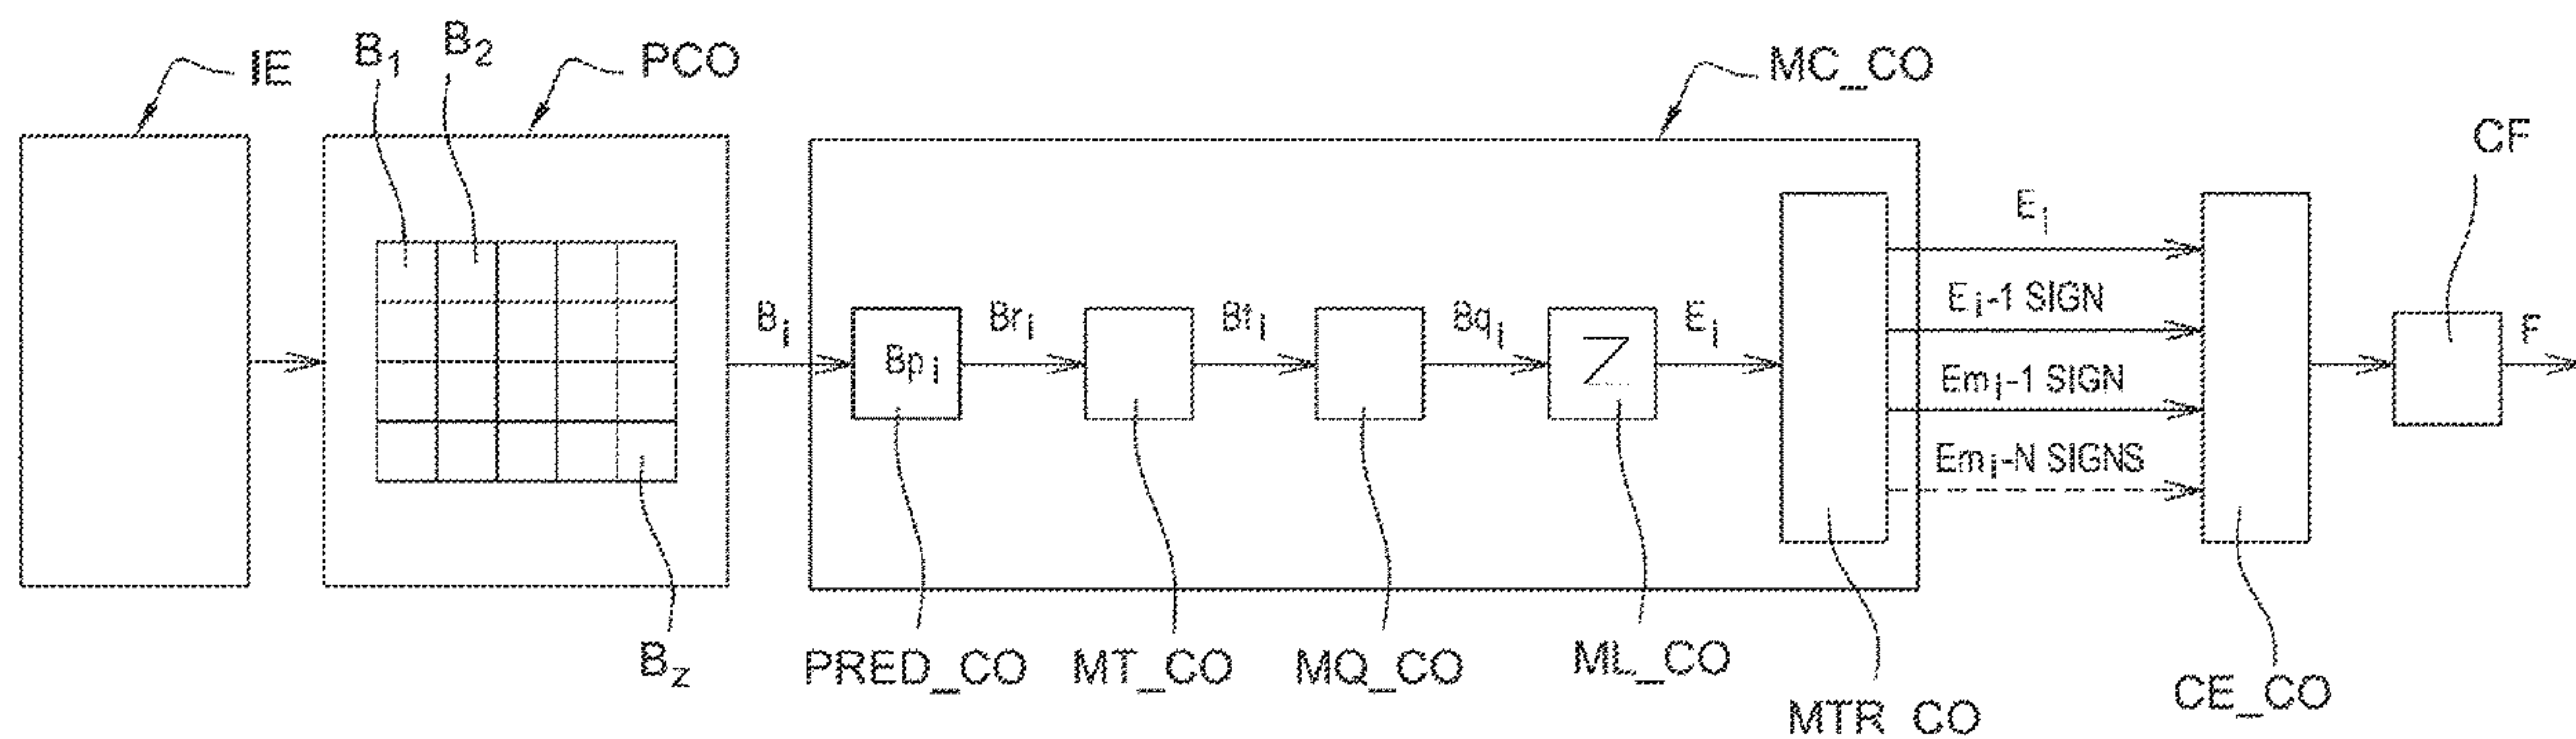 IE
B1
B2
PCO
MC_CO
CF
Bi
Bpi
Bri
Bti
Bqi
Z
Ei
Ei
Ei-1 SIGN
Emi-1 SIGN
Emi-N SIGNS
F
Bz
PRED_CO
MT_CO
MQ_CO
ML_CO
MTR_CO
CE_CO